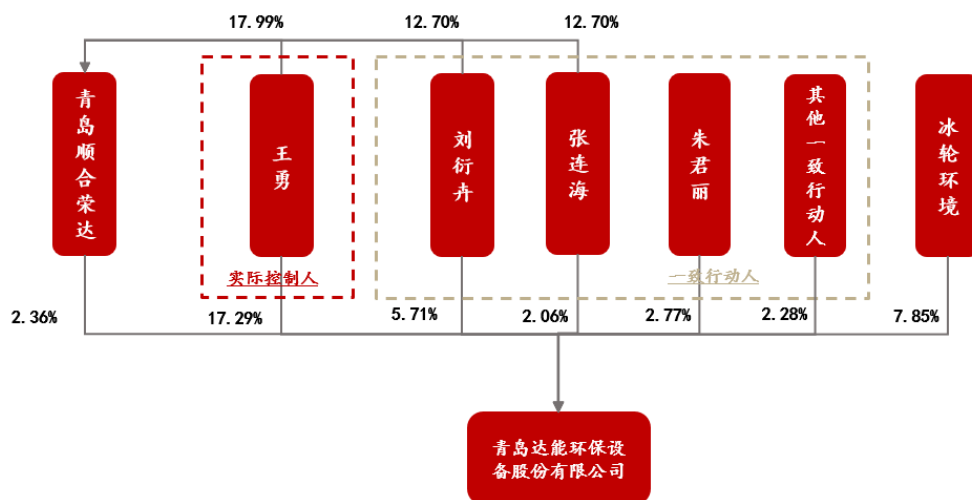 17.99%
12.70%
12.70%
青岛顺合荣达
王勇
刘衍卉
张连海
朱君丽
其他一致行动人
冰轮环境
实际控制人
一致行动人
2.36%
17.29%
5.71%
2.06%
2.77%
2.28%
7.85%
青岛达能环保设
备股份有限公司